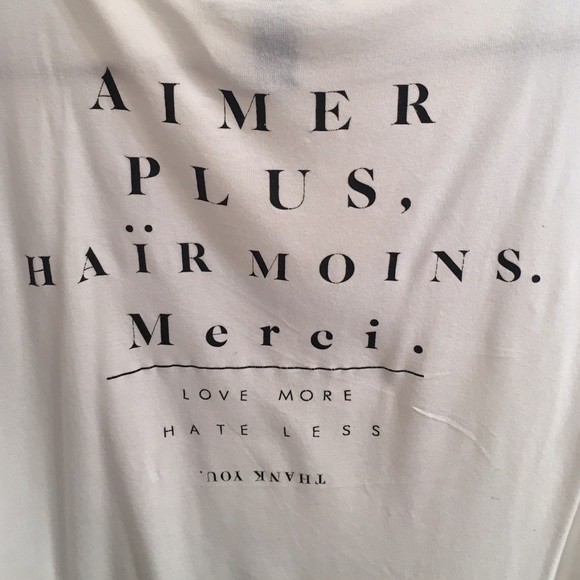 AIMER
PLUS,
HAÏR MOINS.
Merci.
LOVE MORE
HATE LESS
THANK YOU.